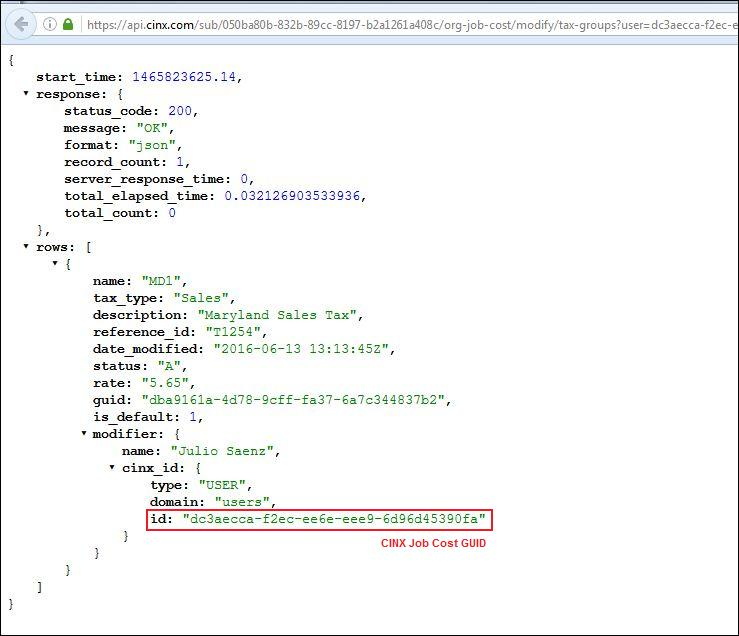 https://api.cinx.com/sub/050ba80b-832b-89cc-8197-b2a1261a408c/org-job-cost/modify/tax-groups?user=dc3aecca-f2ec-e
{
start_time: 1465823625.14,
response: {
status_code: 200,
message: "OK",
format: "json",
record_count: 1,
server_response_time: 0,
total_elapsed_time: 0.032126903533936,
total_count: 0
},
rows: [
{
name: "MD1",
tax_type: "Sales",
description: "Maryland Sales Tax",
reference_id: "T1254",
date_modified: "2016-06-13 13:13:45Z",
status: "A",
rate: "5.65",
guid: "dba9161a-4d78-9cff-fa37-6a7c344837b2",
is_default: 1,
modifier: {
name: "Julio Saenz",
cinx_id: {
type: "USER",
domain: "users",
id: "dc3aecca-f2ec-ee6e-eee9-6d96d45390fa"
}
CINX Job Cost GUID
}
}
]
}